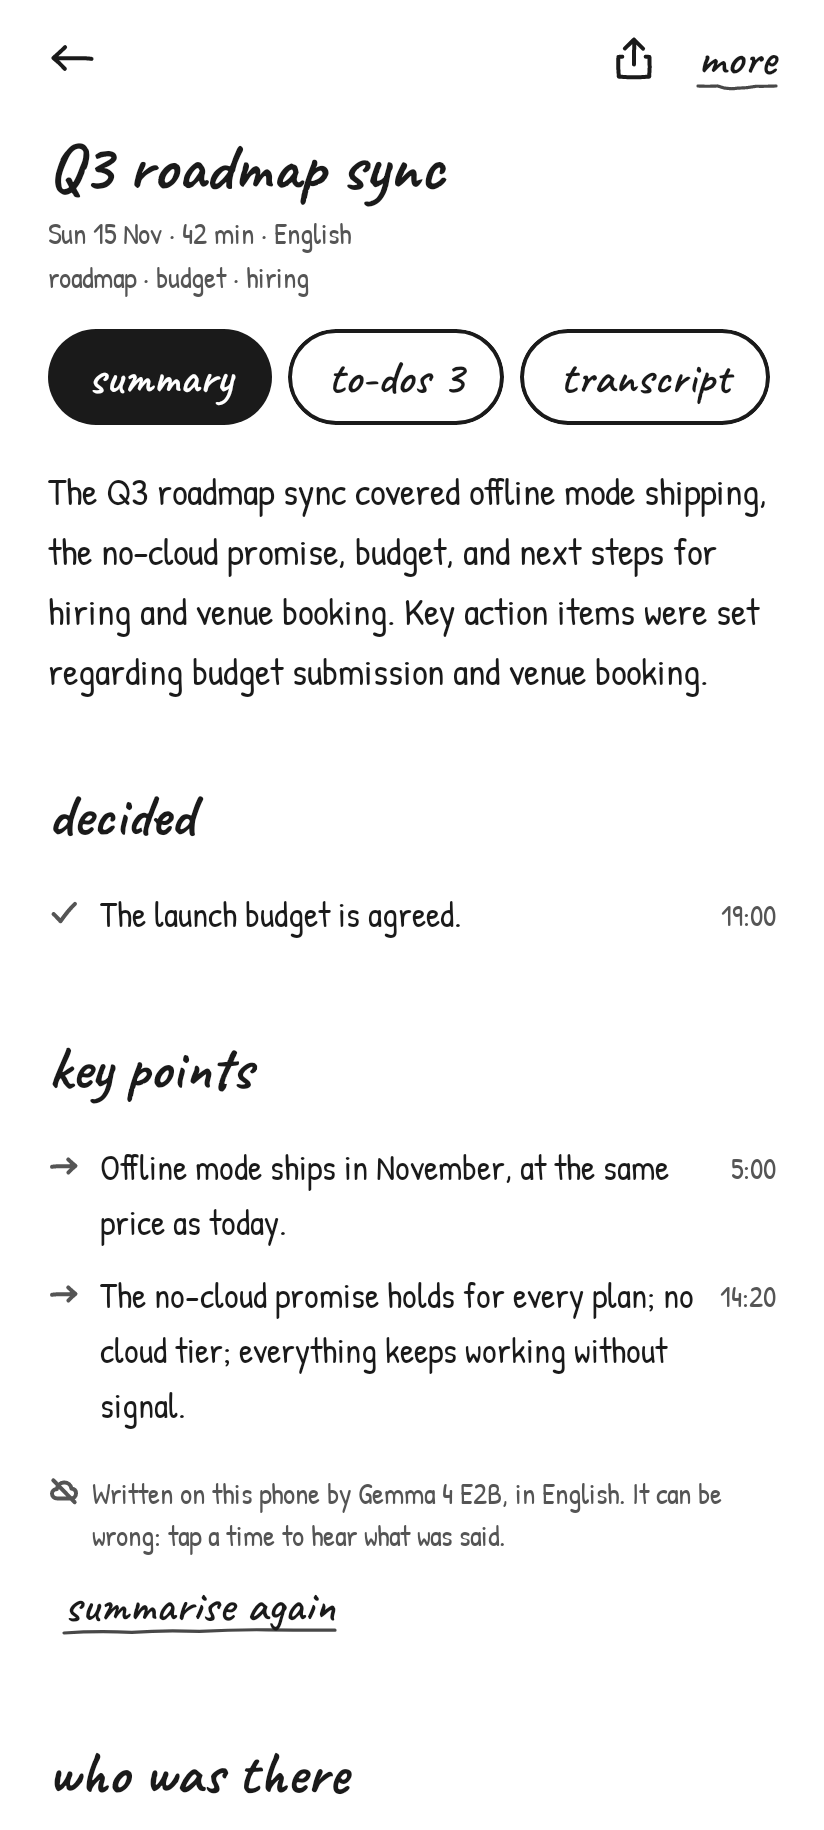 more
Q3 roadmap sync
Sun 15 Nov · 42 min · English
roadmap · budget · hiring
summary
to-dos 3
transcript
The Q3 roadmap sync covered offline mode shipping,
the no-cloud promise, budget, and next steps for
hiring and venue booking. Key action items were set
regarding budget submission and venue booking.
decided
The launch budget is agreed. 19:00
key points
Offline mode ships in November, at the same 5:00
price as today.
The no-cloud promise holds for every plan; no 14:20
cloud tier; everything keeps working without
signal.
Written on this phone by Gemma 4 E2B, in English. It can be
wrong: tap a time to hear what was said.
summarise again
who was there